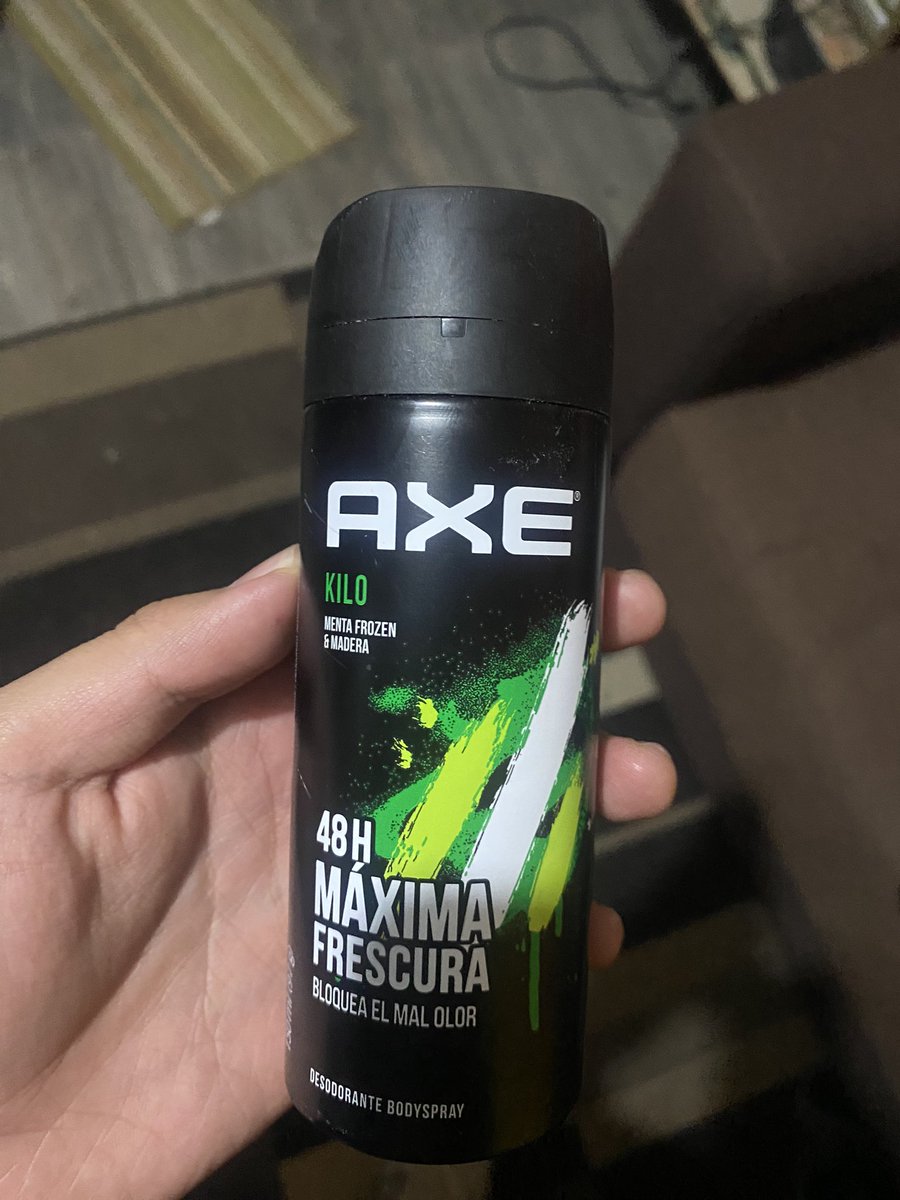 AXE®
KILO
MENTA FROZEN
& MADERA
48 H
MÁXIMA
FRESCURA
BLOQUEA EL MAL OLOR
DESODORANTE BODYSPRAY